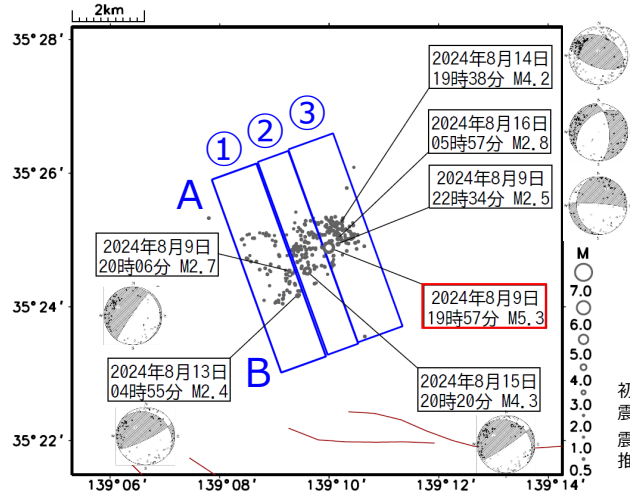 2km
35°28'
35°26'
35°24'
35°22'
139°06'
139°08'
139°10'
139°12'
139°14'
①
②
③
A
B
2024年8月14日
19時38分 M4.2
2024年8月16日
05時57分 M2.8
2024年8月9日
22時34分 M2.5
2024年8月9日
20時06分 M2.7
2024年8月9日
19時57分 M5.3
2024年8月13日
04時55分 M2.4
2024年8月15日
20時20分 M4.3
M
7.0
6.0
5.0
4.0
3.0
2.0
1.0
0.5
初
震
震
推